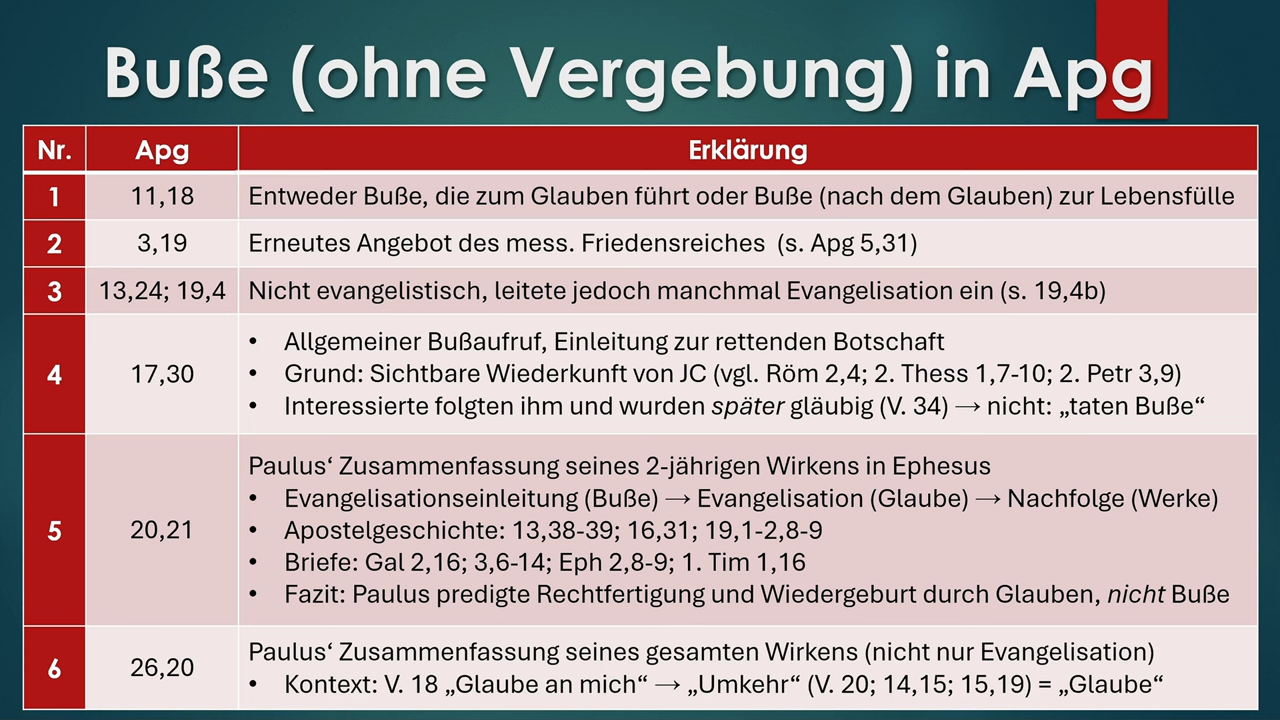 Buße (ohne Vergebung) in Apg
Nr. Apg Erklärung
1 11,18 Entweder Buße, die zum Glauben führt oder Buße (nach dem Glauben) zur Lebensfülle
2 3,19 Erneutes Angebot des mess. Friedensreiches (s. Apg 5,31)
3 13,24; 19,4 Nicht evangelistisch, leitete jedoch manchmal Evangelisation ein (s. 19,4b)
4 17,30
• Allgemeiner Bußaufruf, Einleitung zur rettenden Botschaft
• Grund: Sichtbare Wiederkunft von JC (vgl. Röm 2,4; 2. Thess 1,7-10; 2. Petr 3,9)
• Interessierte folgten ihm und wurden später gläubig (V. 34) → nicht: „taten Buße“
5 20,21
Paulus‘ Zusammenfassung seines 2-jährigen Wirkens in Ephesus
• Evangelisationseinleitung (Buße) → Evangelisation (Glaube) → Nachfolge (Werke)
• Apostelgeschichte: 13,38-39; 16,31; 19,1-2,8-9
• Briefe: Gal 2,16; 3,6-14; Eph 2,8-9; 1. Tim 1,16
• Fazit: Paulus predigte Rechtfertigung und Wiedergeburt durch Glauben, nicht Buße
6 26,20
Paulus‘ Zusammenfassung seines gesamten Wirkens (nicht nur Evangelisation)
• Kontext: V. 18 „Glaube an mich“ → „Umkehr“ (V. 20; 14,15; 15,19) = „Glaube“